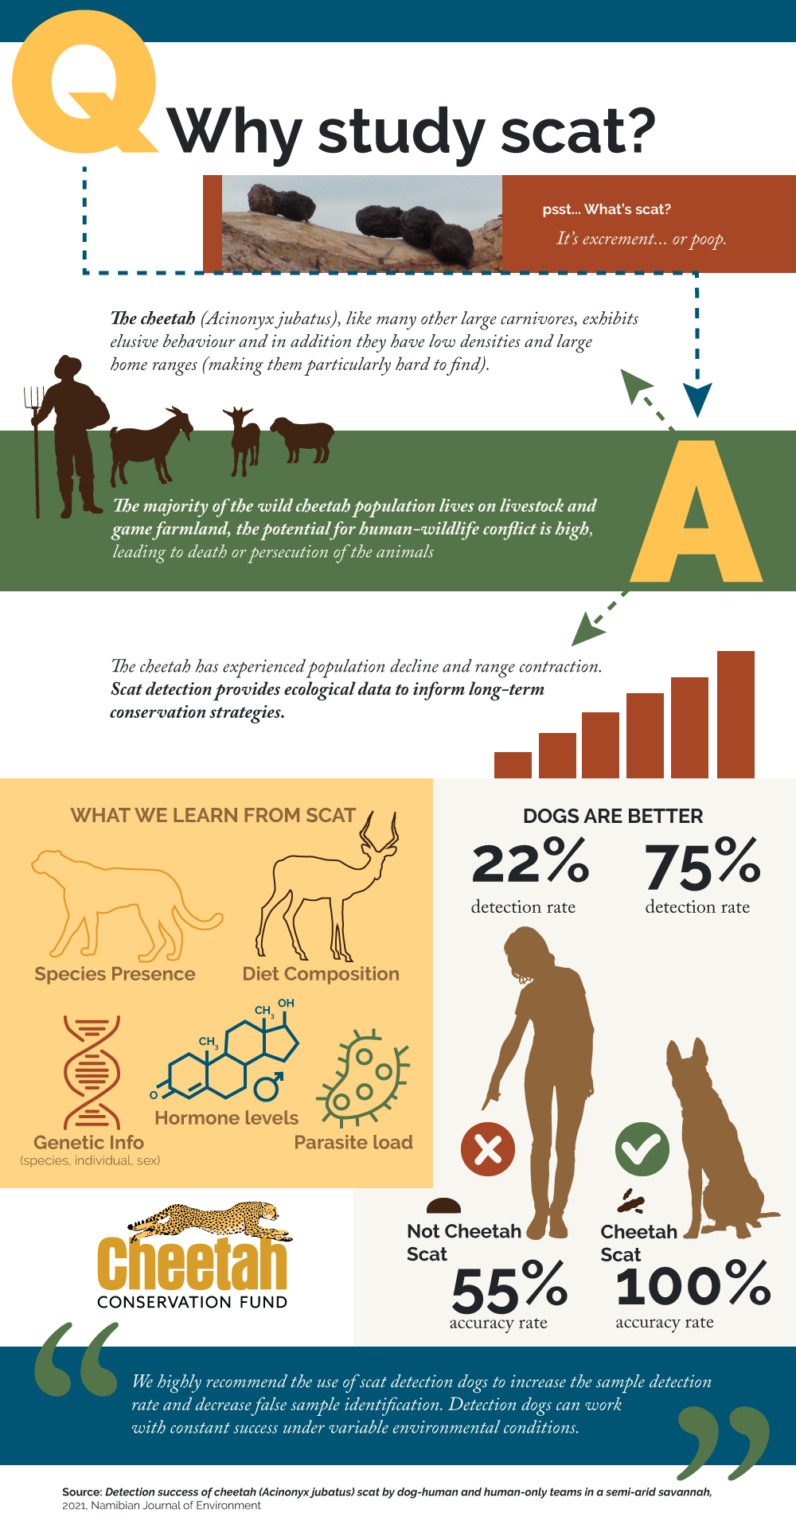 Q
Why study scat?
psst... What's scat?
It's excrement... or poop.
The cheetah (Acinonyx jubatus), like many other large carnivores, exhibits
elusive behaviour and in addition they have low densities and large
home ranges (making them particularly hard to find).
A
The majority of the wild cheetah population lives on livestock and
game farmland, the potential for human-wildlife conflict is high,
leading to death or persecution of the animals
The cheetah has experienced population decline and range contraction.
Scat detection provides ecological data to inform long-term
conservation strategies.
WHAT WE LEARN FROM SCAT
Species Presence
Diet Composition
CH3
OH
CH3
O
Hormone levels
Genetic Info
(species, individual, sex)
Parasite load
DOGS ARE BETTER
22%
detection rate
75%
detection rate
Not Cheetah
Scat
55%
accuracy rate
Cheetah
Scat
100%
accuracy rate
Cheetah
CONSERVATION FUND
“
We highly recommend the use of scat detection dogs to increase the sample detection
rate and decrease false sample identification. Detection dogs can work
with constant success under variable environmental conditions.
”
Source: Detection success of cheetah (Acinonyx jubatus) scat by dog-human and human-only teams in a semi-arid savannah,
2021, Namibian Journal of Environment